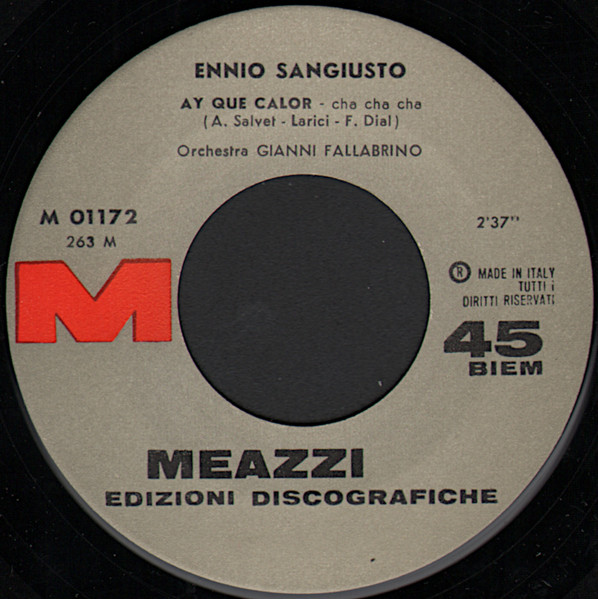 ENNIO SANGIUSTO
AY QUE CALOR - cha cha cha
(A. Salvet - Larici - F. Dial)
Orchestra GIANNI FALLABRINO
M 01172
263 M
2'37"
M
® MADE IN ITALY
TUTTI i
DIRITTI RISERVATI
45
BIEM
MEAZZI
EDIZIONI DISCOGRAFICHE